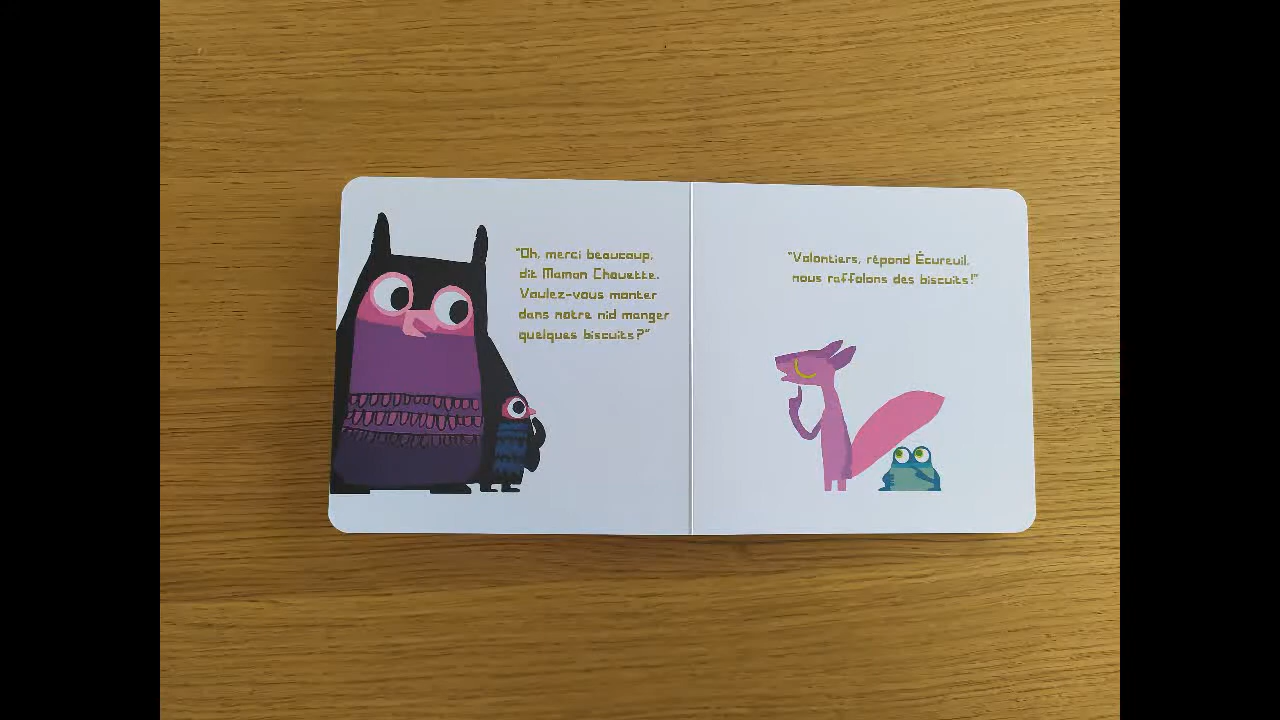 "Oh, merci beaucoup,
dit Maman Chouette.
Voulez-vous monter
dans notre nid manger
quelques biscuits?"
"Volontiers, répond Écureuil,
nous raffolons des biscuits!"